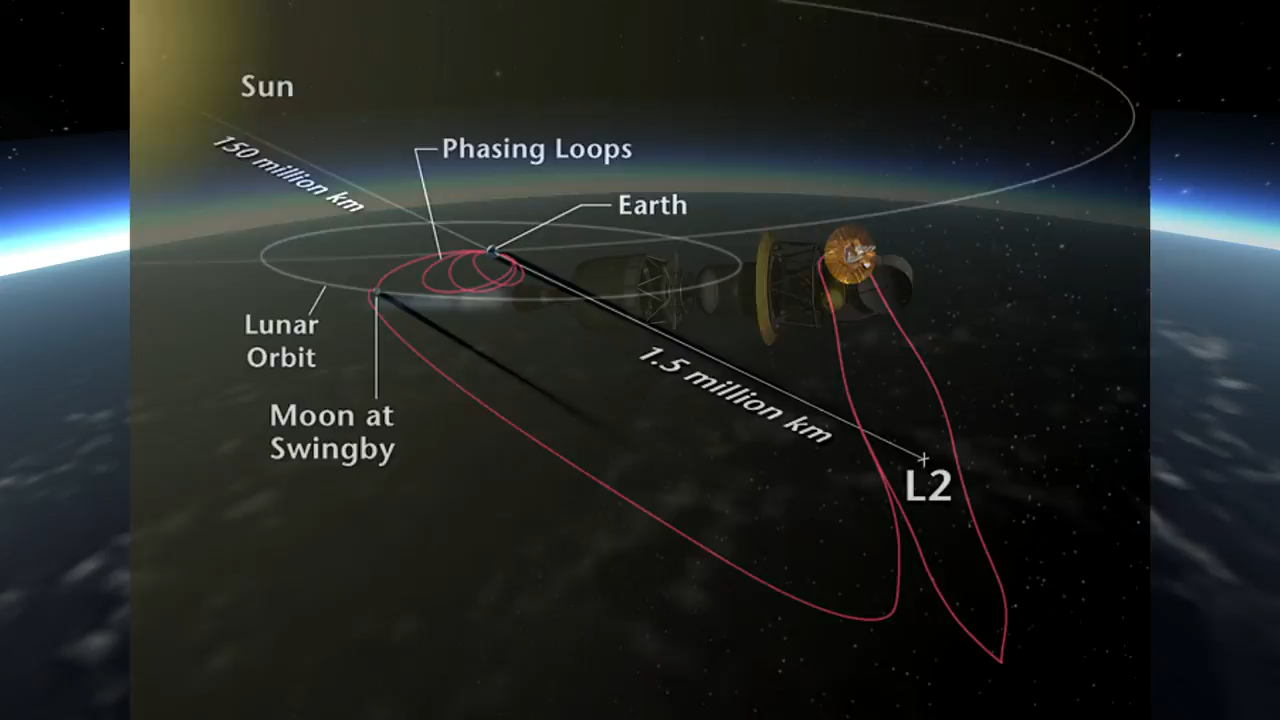 Sun
150 million km
Phasing Loops
Earth
Lunar
Orbit
1.5 million km
Moon at
Swingby
L2